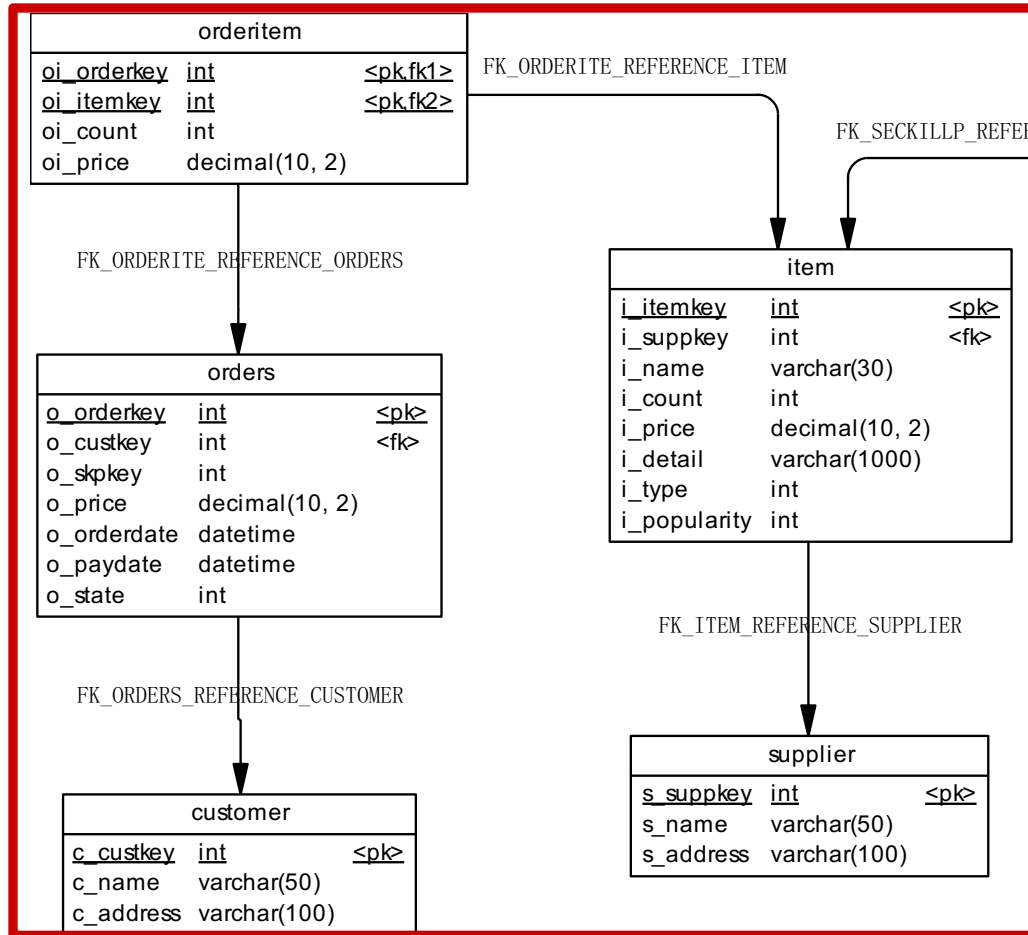 orderitem
oi_orderkey int <pk,fk1>
oi_itemkey int <pk,fk2>
oi_count int
oi_price decimal(10, 2)
FK_ORDERITE_REFERENCE_ITEM
FK_SECKILLP_REFER
FK_ORDERITE_REFERENCE_ORDERS
item
i_itemkey int <pk>
i_suppkey int <fk>
i_name varchar(30)
i_count int
i_price decimal(10, 2)
i_detail varchar(1000)
i_type int
i_popularity int
orders
o_orderkey int <pk>
o_custkey int <fk>
o_skpkey int
o_price decimal(10, 2)
o_orderdate datetime
o_paydate datetime
o_state int
FK_ITEM_REFERENCE_SUPPLIER
FK_ORDERS_REFERENCE_CUSTOMER
supplier
s_suppkey int <pk>
s_name varchar(50)
s_address varchar(100)
customer
c_custkey int <pk>
c_name varchar(50)
c_address varchar(100)